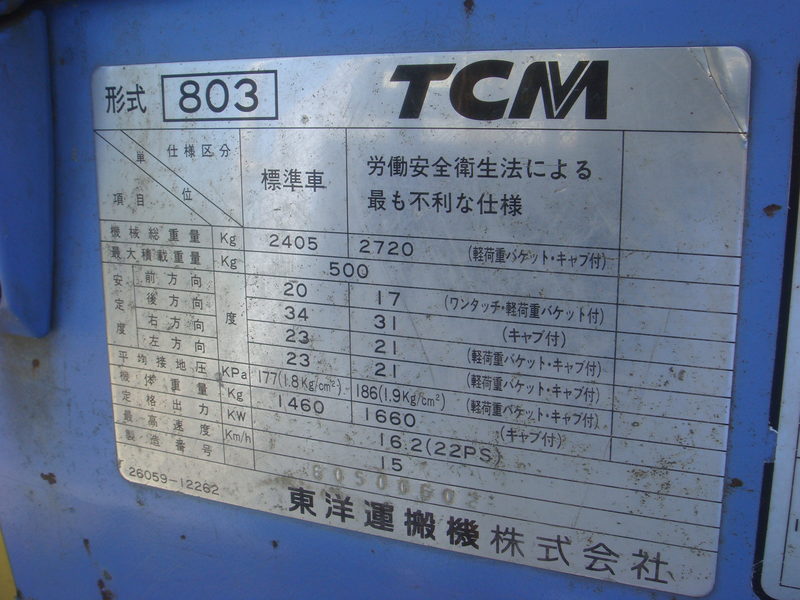 形式 803 TCM
単位 仕様区分
項目
標準車 労働安全衛生法による
最も不利な仕様
機械総重量 Kg 2405 2720 (軽荷重バケット・キャブ付)
最大積載重量 Kg 500
安定度 前方向 度 20 17 (ワンタッチ・軽荷重バケット付)
後方向 34 31 (キャブ付)
右方向 23 21 (軽荷重バケット・キャブ付)
左方向 23 21 (軽荷重バケット・キャブ付)
平均接地圧 KPa 177(1.8Kg/cm²) 186(1.9Kg/cm²) (軽荷重バケット・キャブ付)
機体重量 Kg 1460 1660 (キャブ付)
定格出力 KW 16.2(22PS)
最高速度 Km/h 15
製造番号
26059-12262
東洋運搬機株式会社